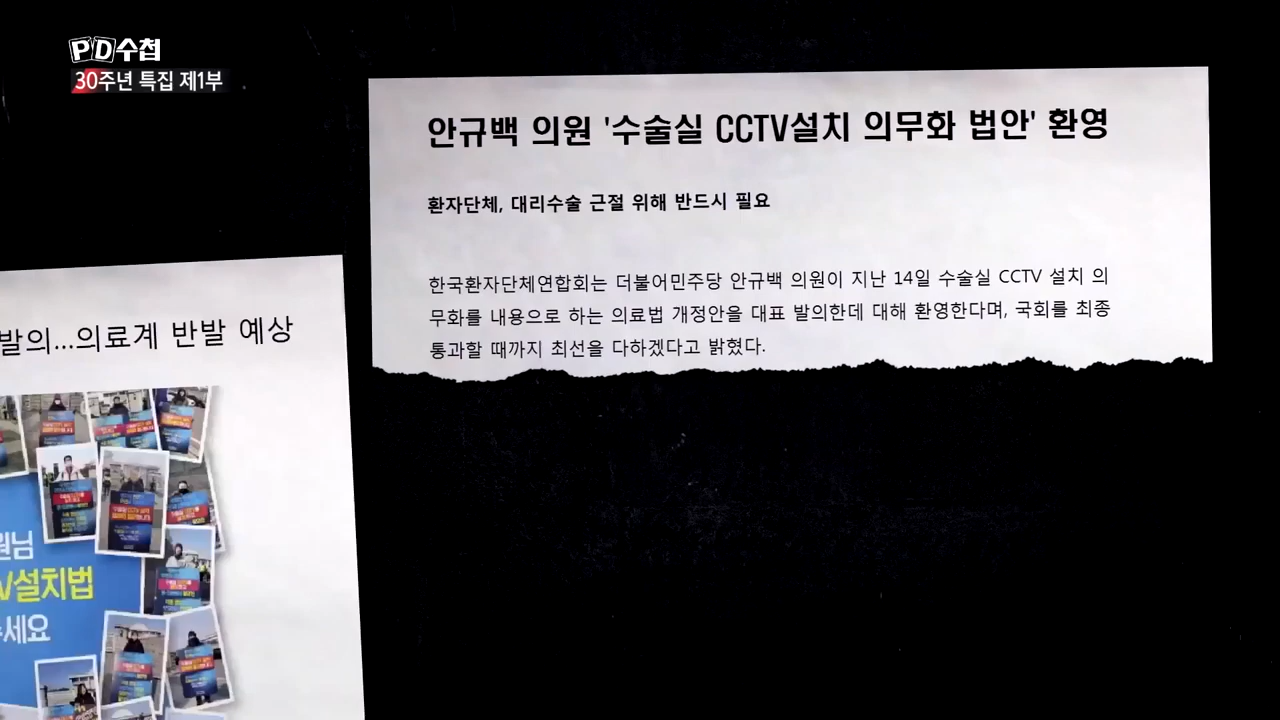 PD수첩
30주년 특집 제1부
안규백 의원 '수술실 CCTV설치 의무화 법안' 환영
환자단체, 대리수술 근절 위해 반드시 필요
한국환자단체연합회는 더불어민주당 안규백 의원이 지난 14일 수술실 CCTV 설치 의
무화를 내용으로 하는 의료법 개정안을 대표 발의한데 대해 환영한다며, 국회를 최종
통과할 때까지 최선을 다하겠다고 밝혔다.
발의...의료계 반발 예상
원님
V설치법
세요